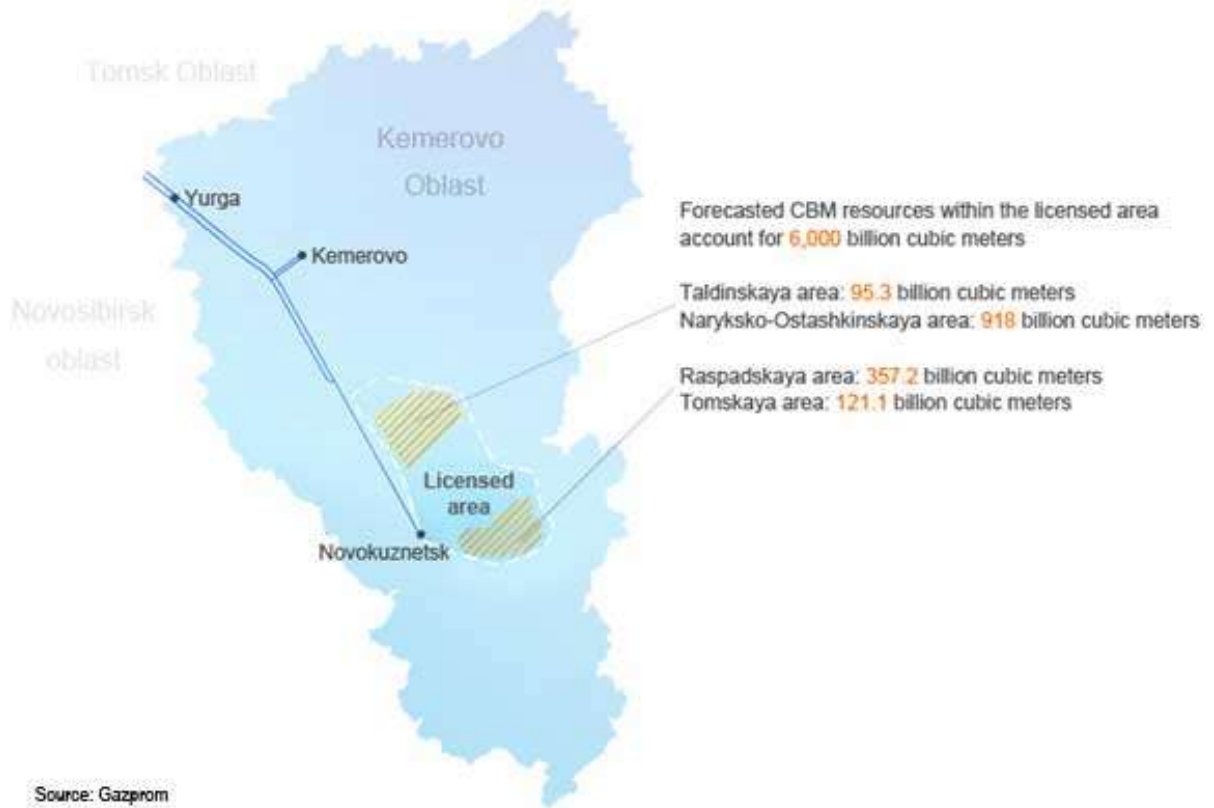 Tomsk Oblast
Kemerovo
Oblast
Yurga
Kemerovo
Novosibirsk
oblast
Forecasted CBM resources within the licensed area
account for 6,000 billion cubic meters
Taldinskaya area: 95.3 billion cubic meters
Naryksko-Ostashkinskaya area: 918 billion cubic meters
Raspadskaya area: 357.2 billion cubic meters
Tomskaya area: 121.1 billion cubic meters
Licensed
area
Novokuznetsk
Source: Gazprom